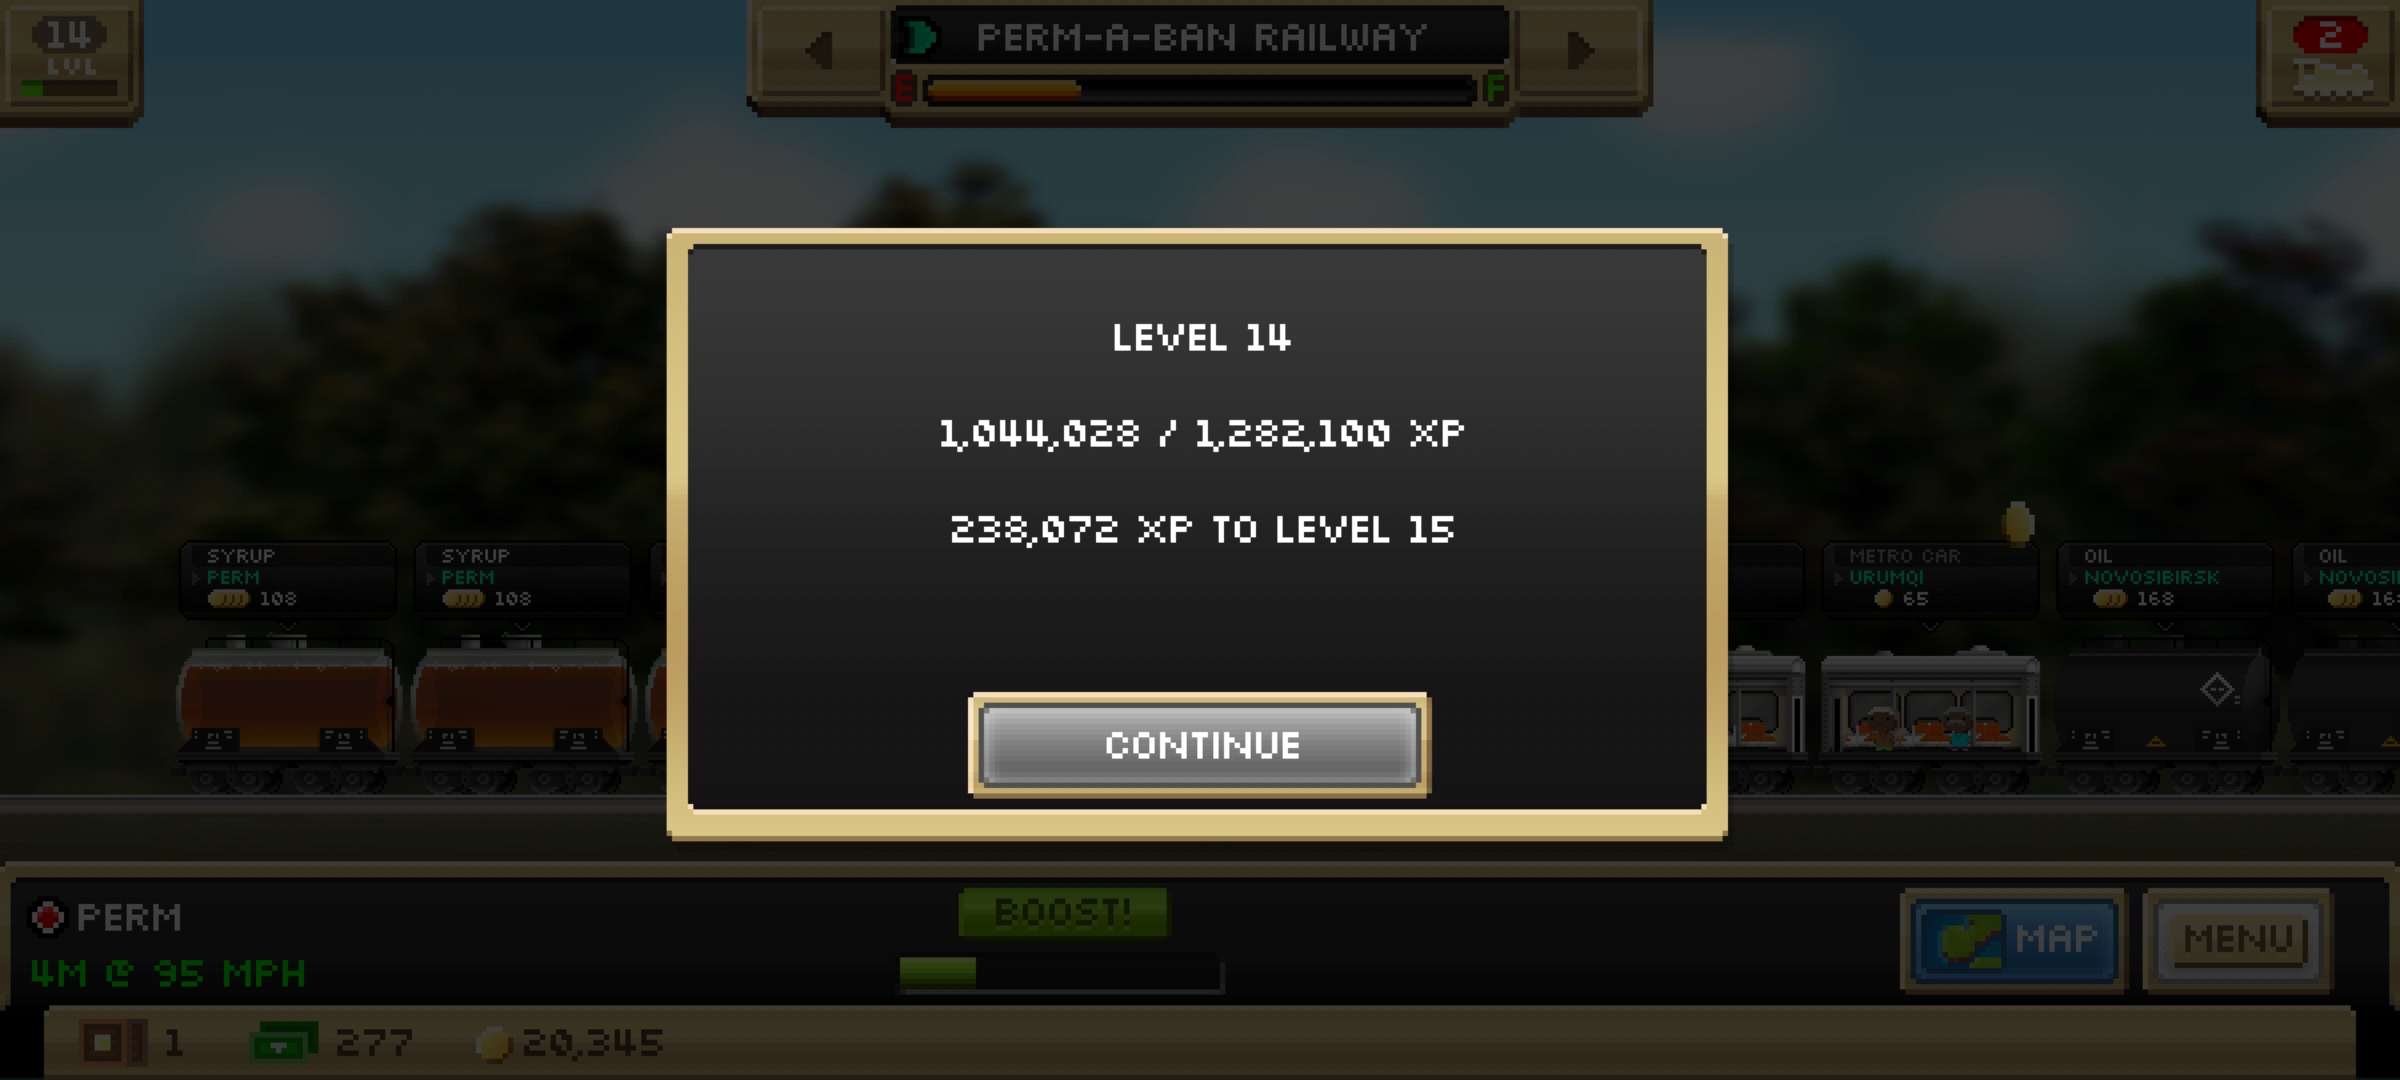 14
LVL
PERM-A-BAN RAILWAY
E F
2
LEVEL 14
1,044,028 / 1,282,100 XP
238,072 XP TO LEVEL 15
CONTINUE
SYRUP
PERM
108
SYRUP
PERM
108
METRO CAR
URUMQI
65
OIL
NOVOSIBIRSK
168
OIL
PERM
4M @ 95 MPH
BOOST!
MAP
MENU
1
277
20,345